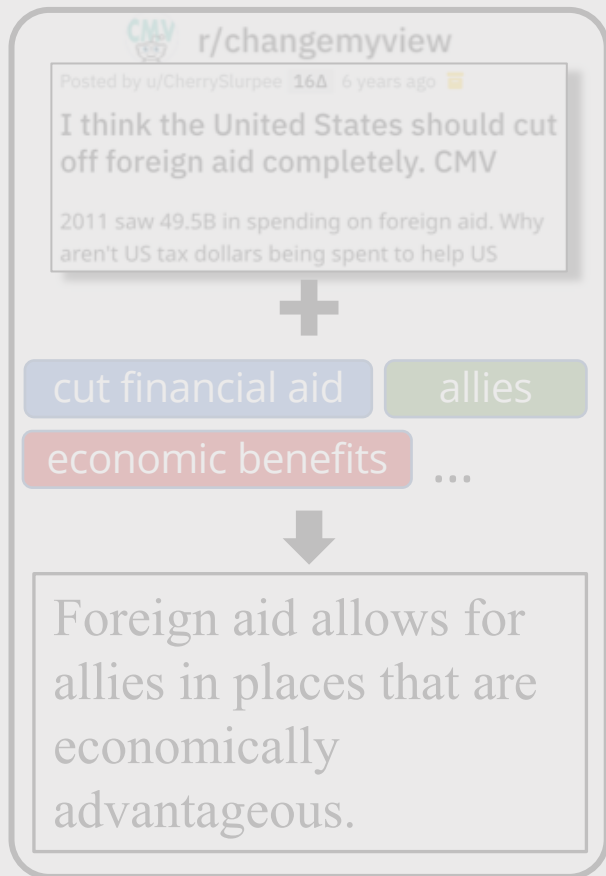 CMV
r/changemyview
Posted by u/CherrySlurpee 16Δ 6 years ago
I think the United States should cut
off foreign aid completely. CMV
2011 saw 49.5B in spending on foreign aid. Why
aren't US tax dollars being spent to help US
+
cut financial aid allies
economic benefits ...
Foreign aid allows for
allies in places that are
economically
advantageous.